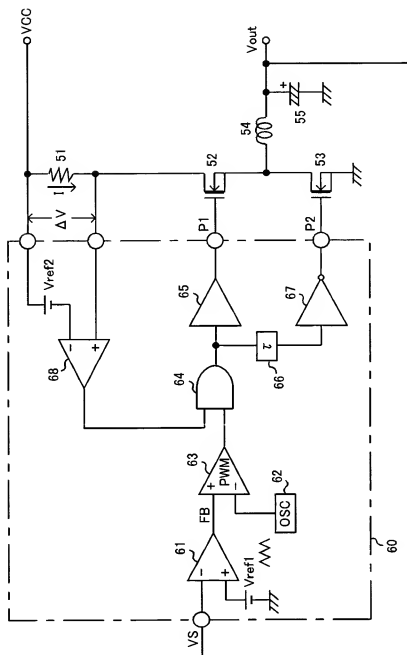 VCC
Vout
51
I
ΔV
54
+
55
52
53
P1
P2
Vref2
68
-
+
65
67
64
66
τ
63
PWM
+
-
62
OSC
FB
61
-
+
Vref1
VS
60